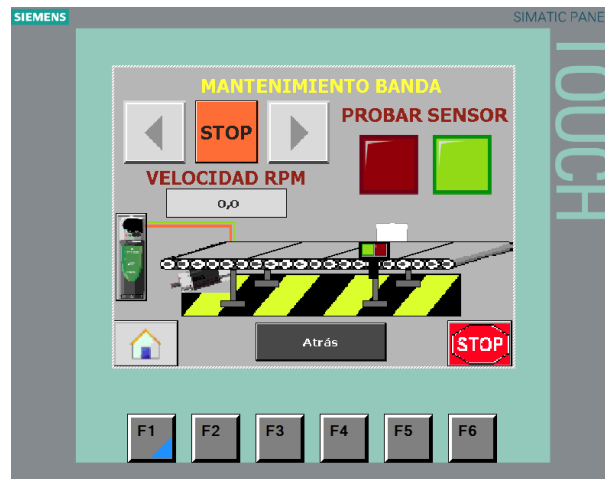 SIEMENS
SIMATIC PANE
TOUCH
MANTENIMIENTO BANDA
STOP
PROBAR SENSOR
VELOCIDAD RPM
0,0
Atrás
STOP
F1 F2 F3 F4 F5 F6